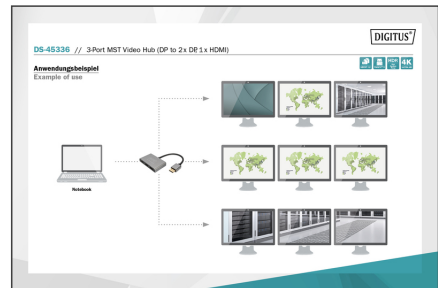 DIGITUS®
DS-45336 // 3-Port MST Video Hub (DP to 2x DP, 1x HDMI)
HDR
4K
Anwendungsbeispiel
Example of use
Notebook